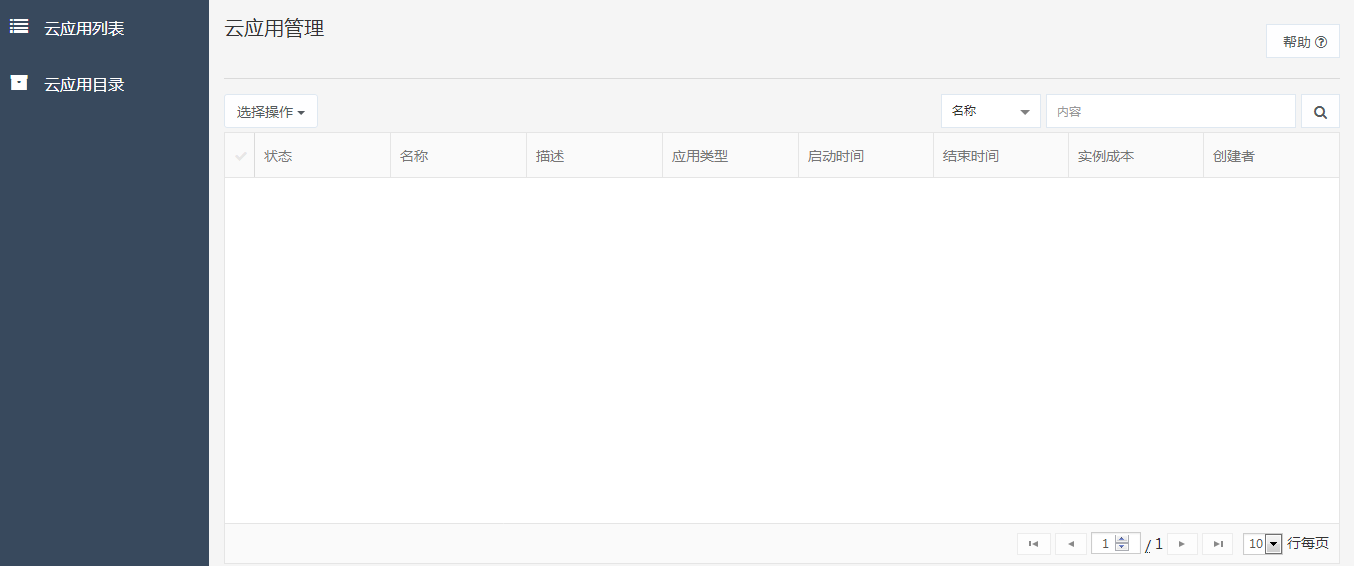 云应用列表
云应用目录
云应用管理
帮助
选择操作
名称
内容
状态 名称 描述 应用类型 启动时间 结束时间 实例成本 创建者
1 / 1 10 行每页